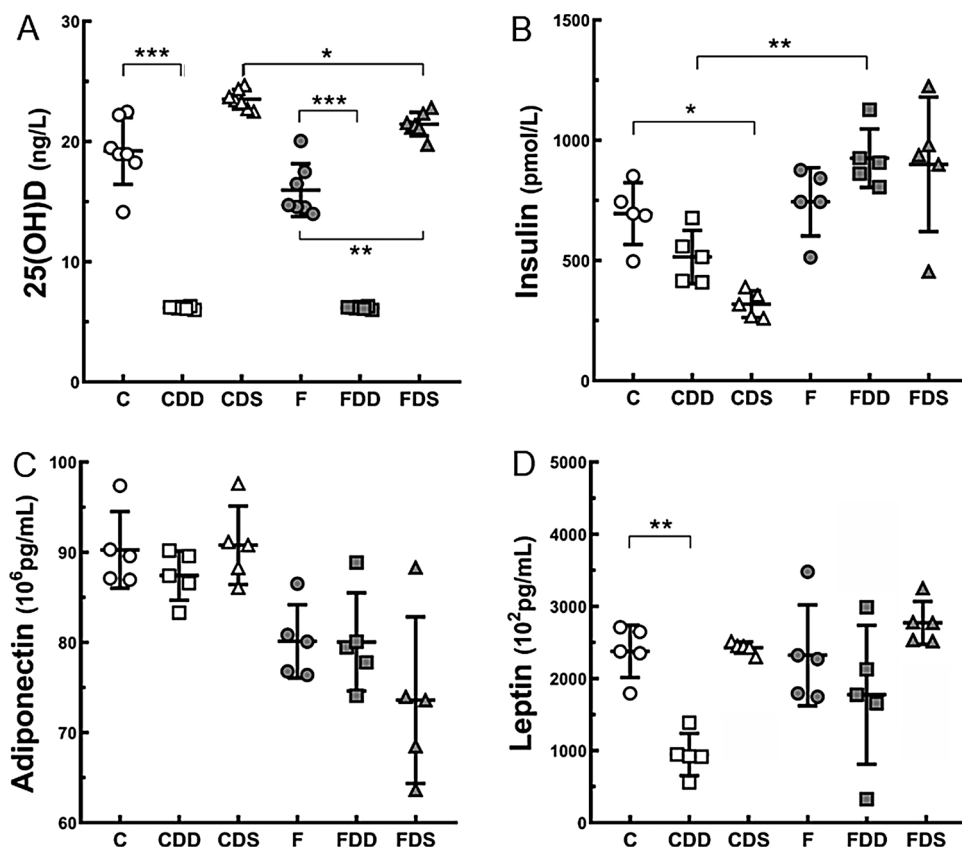 A
25(OH)D (ng/L)
30
20
10
0
***
*
***
**
C CDD CDS F FDD FDS
B
Insulin (pmol/L)
1500
1000
500
0
**
*
C CDD CDS F FDD FDS
C
Adiponectin (10⁶pg/mL)
100
90
80
70
60
C CDD CDS F FDD FDS
D
Leptin (10²pg/mL)
5000
4000
3000
2000
1000
0
**
C CDD CDS F FDD FDS